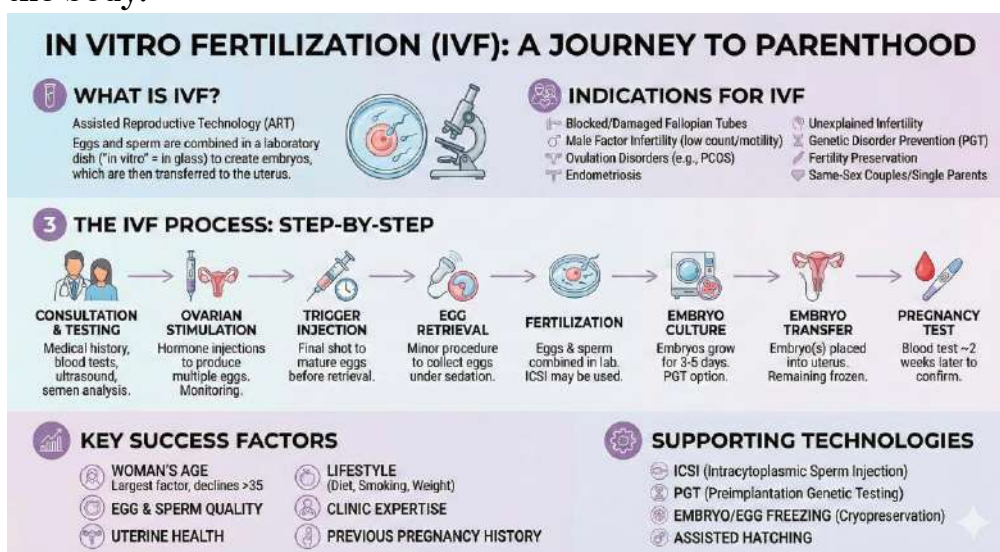 the body.
IN VITRO FERTILIZATION (IVF): A JOURNEY TO PARENTHOOD
WHAT IS IVF?
Assisted Reproductive Technology (ART)
Eggs and sperm are combined in a laboratory
dish ("in vitro" = in glass) to create embryos,
which are then transferred to the uterus.
INDICATIONS FOR IVF
Blocked/Damaged Fallopian Tubes
Male Factor Infertility (low count/motility)
Ovulation Disorders (e.g., PCOS)
Endometriosis
Unexplained Infertility
Genetic Disorder Prevention (PGT)
Fertility Preservation
Same-Sex Couples/Single Parents
3 THE IVF PROCESS: STEP-BY-STEP
CONSULTATION
& TESTING
Medical history,
blood tests,
ultrasound,
semen analysis.
OVARIAN
STIMULATION
Hormone injections
to produce
multiple eggs.
Monitoring.
TRIGGER
INJECTION
Final shot to
mature eggs
before retrieval.
EGG
RETRIEVAL
Minor procedure
to collect eggs
under sedation.
FERTILIZATION
Eggs & sperm
combined in lab.
ICSI may be used.
EMBRYO
CULTURE
Embryos grow
for 3-5 days.
PGT option.
EMBRYO
TRANSFER
Embryo(s) placed
into uterus.
Remaining frozen.
PREGNANCY
TEST
Blood test ~2
weeks later to
confirm.
KEY SUCCESS FACTORS
WOMAN'S AGE
Largest factor, declines >35
EGG & SPERM QUALITY
UTERINE HEALTH
LIFESTYLE
(Diet, Smoking, Weight)
CLINIC EXPERTISE
PREVIOUS PREGNANCY HISTORY
SUPPORTING TECHNOLOGIES
ICSI (Intracytoplasmic Sperm Injection)
PGT (Preimplantation Genetic Testing)
EMBRYO/EGG FREEZING (Cryopreservation)
ASSISTED HATCHING